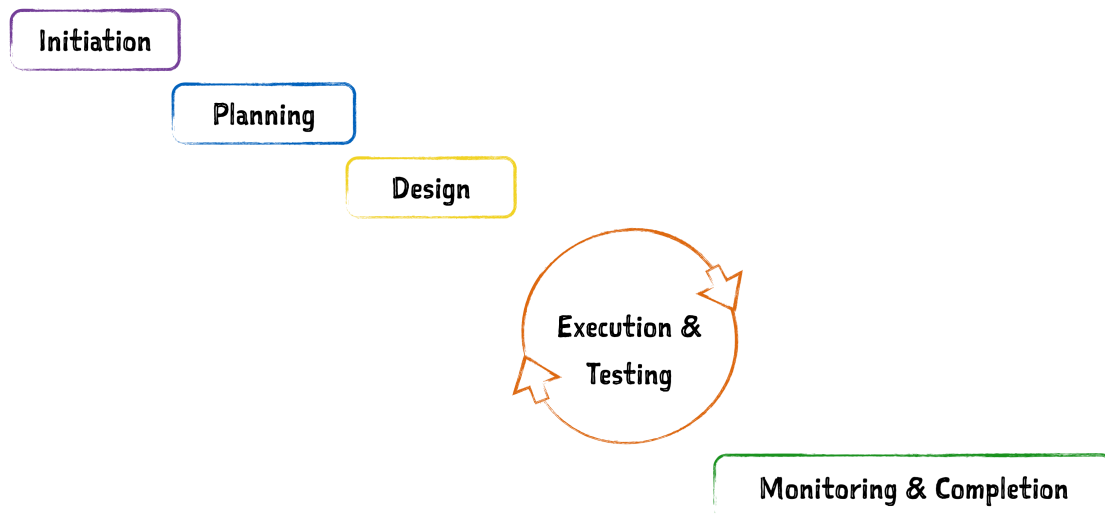 Initiation
Planning
Design
Execution &
Testing
Monitoring & Completion